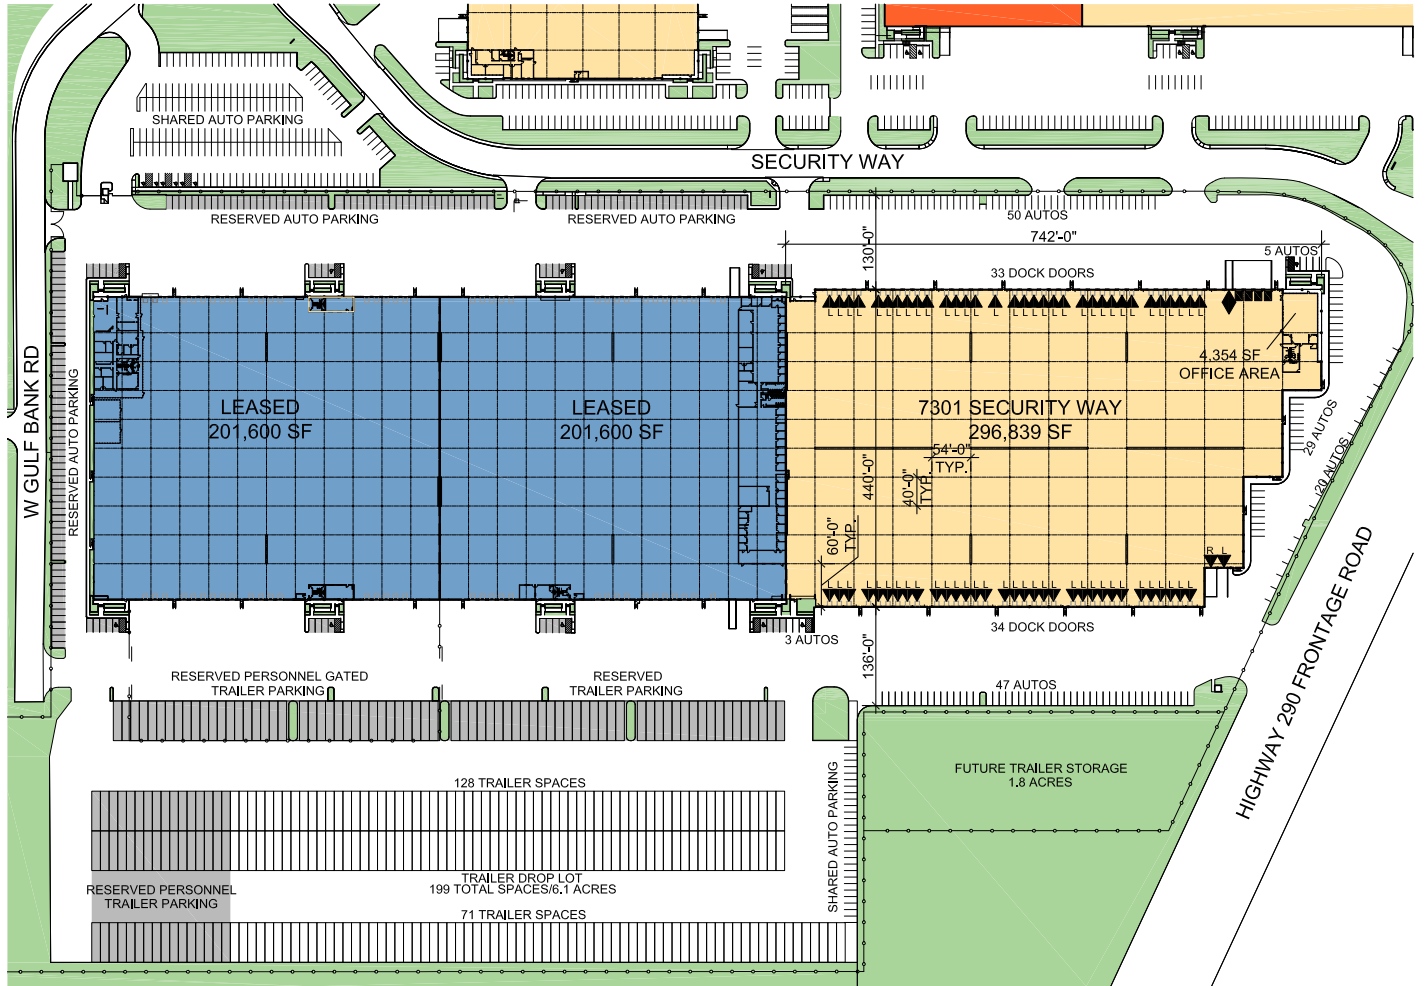 SHARED AUTO PARKING
SECURITY WAY
RESERVED AUTO PARKING
RESERVED AUTO PARKING
50 AUTOS
742'-0"
130'-0"
5 AUTOS
33 DOCK DOORS
L L L L L L L L L L L L L L L L L L L L L L L L L L
4,354 SF
OFFICE AREA
W GULF BANK RD
RESERVED AUTO PARKING
LEASED
201,600 SF
LEASED
201,600 SF
7301 SECURITY WAY
296,839 SF
54'-0"
TYP.
440'-0"
40'-0"
TYP.
60'-0"
TYP.
29 AUTOS
20 AUTOS
R L
HIGHWAY 290 FRONTAGE ROAD
34 DOCK DOORS
3 AUTOS
136'-0"
47 AUTOS
RESERVED PERSONNEL GATED
TRAILER PARKING
RESERVED
TRAILER PARKING
FUTURE TRAILER STORAGE
1.8 ACRES
128 TRAILER SPACES
SHARED AUTO PARKING
TRAILER DROP LOT
199 TOTAL SPACES/6.1 ACRES
RESERVED PERSONNEL
TRAILER PARKING
71 TRAILER SPACES